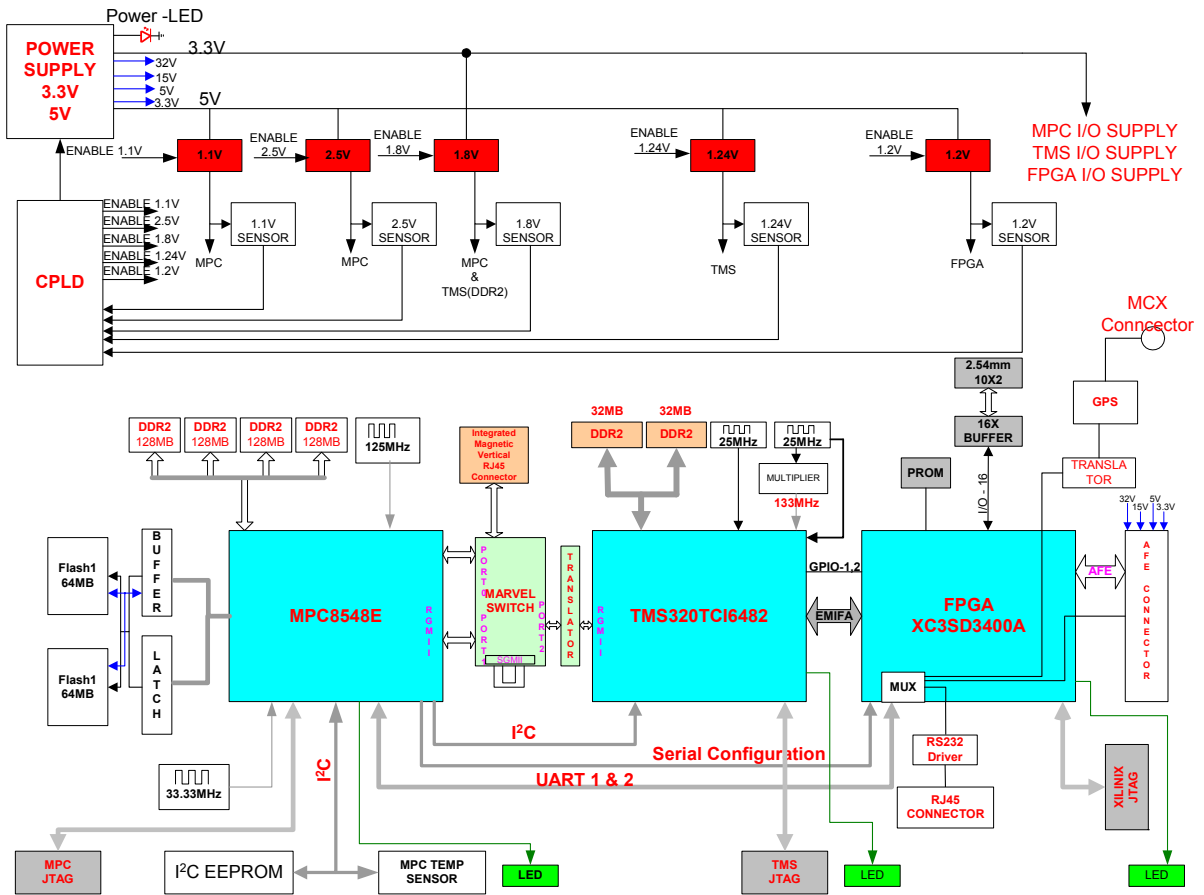 Power -LED
POWER
SUPPLY
3.3V
5V
3.3V
32V
15V
5V
3.3V
5V
ENABLE 1.1V
1.1V
ENABLE
2.5V
2.5V
ENABLE
1.8V
1.8V
ENABLE
1.24V
1.24V
ENABLE
1.2V
1.2V
MPC I/O SUPPLY
TMS I/O SUPPLY
FPGA I/O SUPPLY
CPLD
ENABLE 1.1V
ENABLE 2.5V
ENABLE 1.8V
ENABLE 1.24V
ENABLE 1.2V
1.1V
SENSOR
2.5V
SENSOR
1.8V
SENSOR
1.24V
SENSOR
1.2V
SENSOR
MPC
MPC
MPC
&
TMS(DDR2)
TMS
FPGA
MCX
Conncector
2.54mm
10X2
GPS
16X
BUFFER
TRANSLA
TOR
DDR2
128MB
DDR2
128MB
DDR2
128MB
DDR2
128MB
125MHz
Integrated
Magnetic
Vertical
RJ45
Connector
32MB
DDR2
32MB
DDR2
25MHz
25MHz
MULTIPLIER
133MHz
PROM
I/O - 16
32V
15V
5V
3.3V
Flash1
64MB
Flash1
64MB
BUFFER
LATCH
MPC8548E
RGMII
PORT0
PORT1
MARVEL
SWITCH
PORT2
SGMII
TRANSLATOR
RGMII
TMS320TCI6482
GPIO-1,2
EMIFA
FPGA
XC3SD3400A
MUX
AFE
AFE CONNECTOR
I2C
Serial Configuration
UART 1 & 2
RS232
Driver
RJ45
CONNECTOR
XILINIX
JTAG
33.33MHz
I2C
MPC
JTAG
I2C EEPROM
MPC TEMP
SENSOR
LED
TMS
JTAG
LED
LED